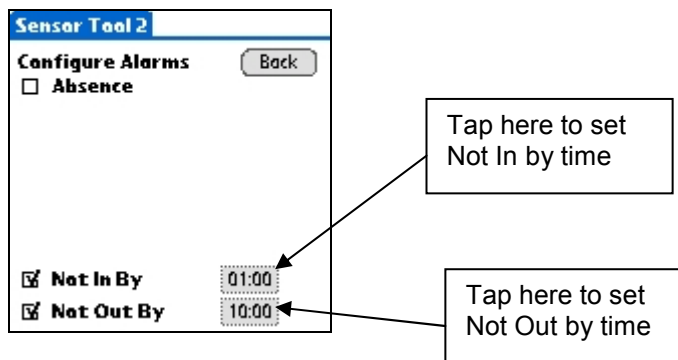 Sensor Tool 2
Configure Alarms Back
Absence
Tap here to set
Not In by time
Not In By 01:00
Not Out By 10:00
Tap here to set
Not Out by time